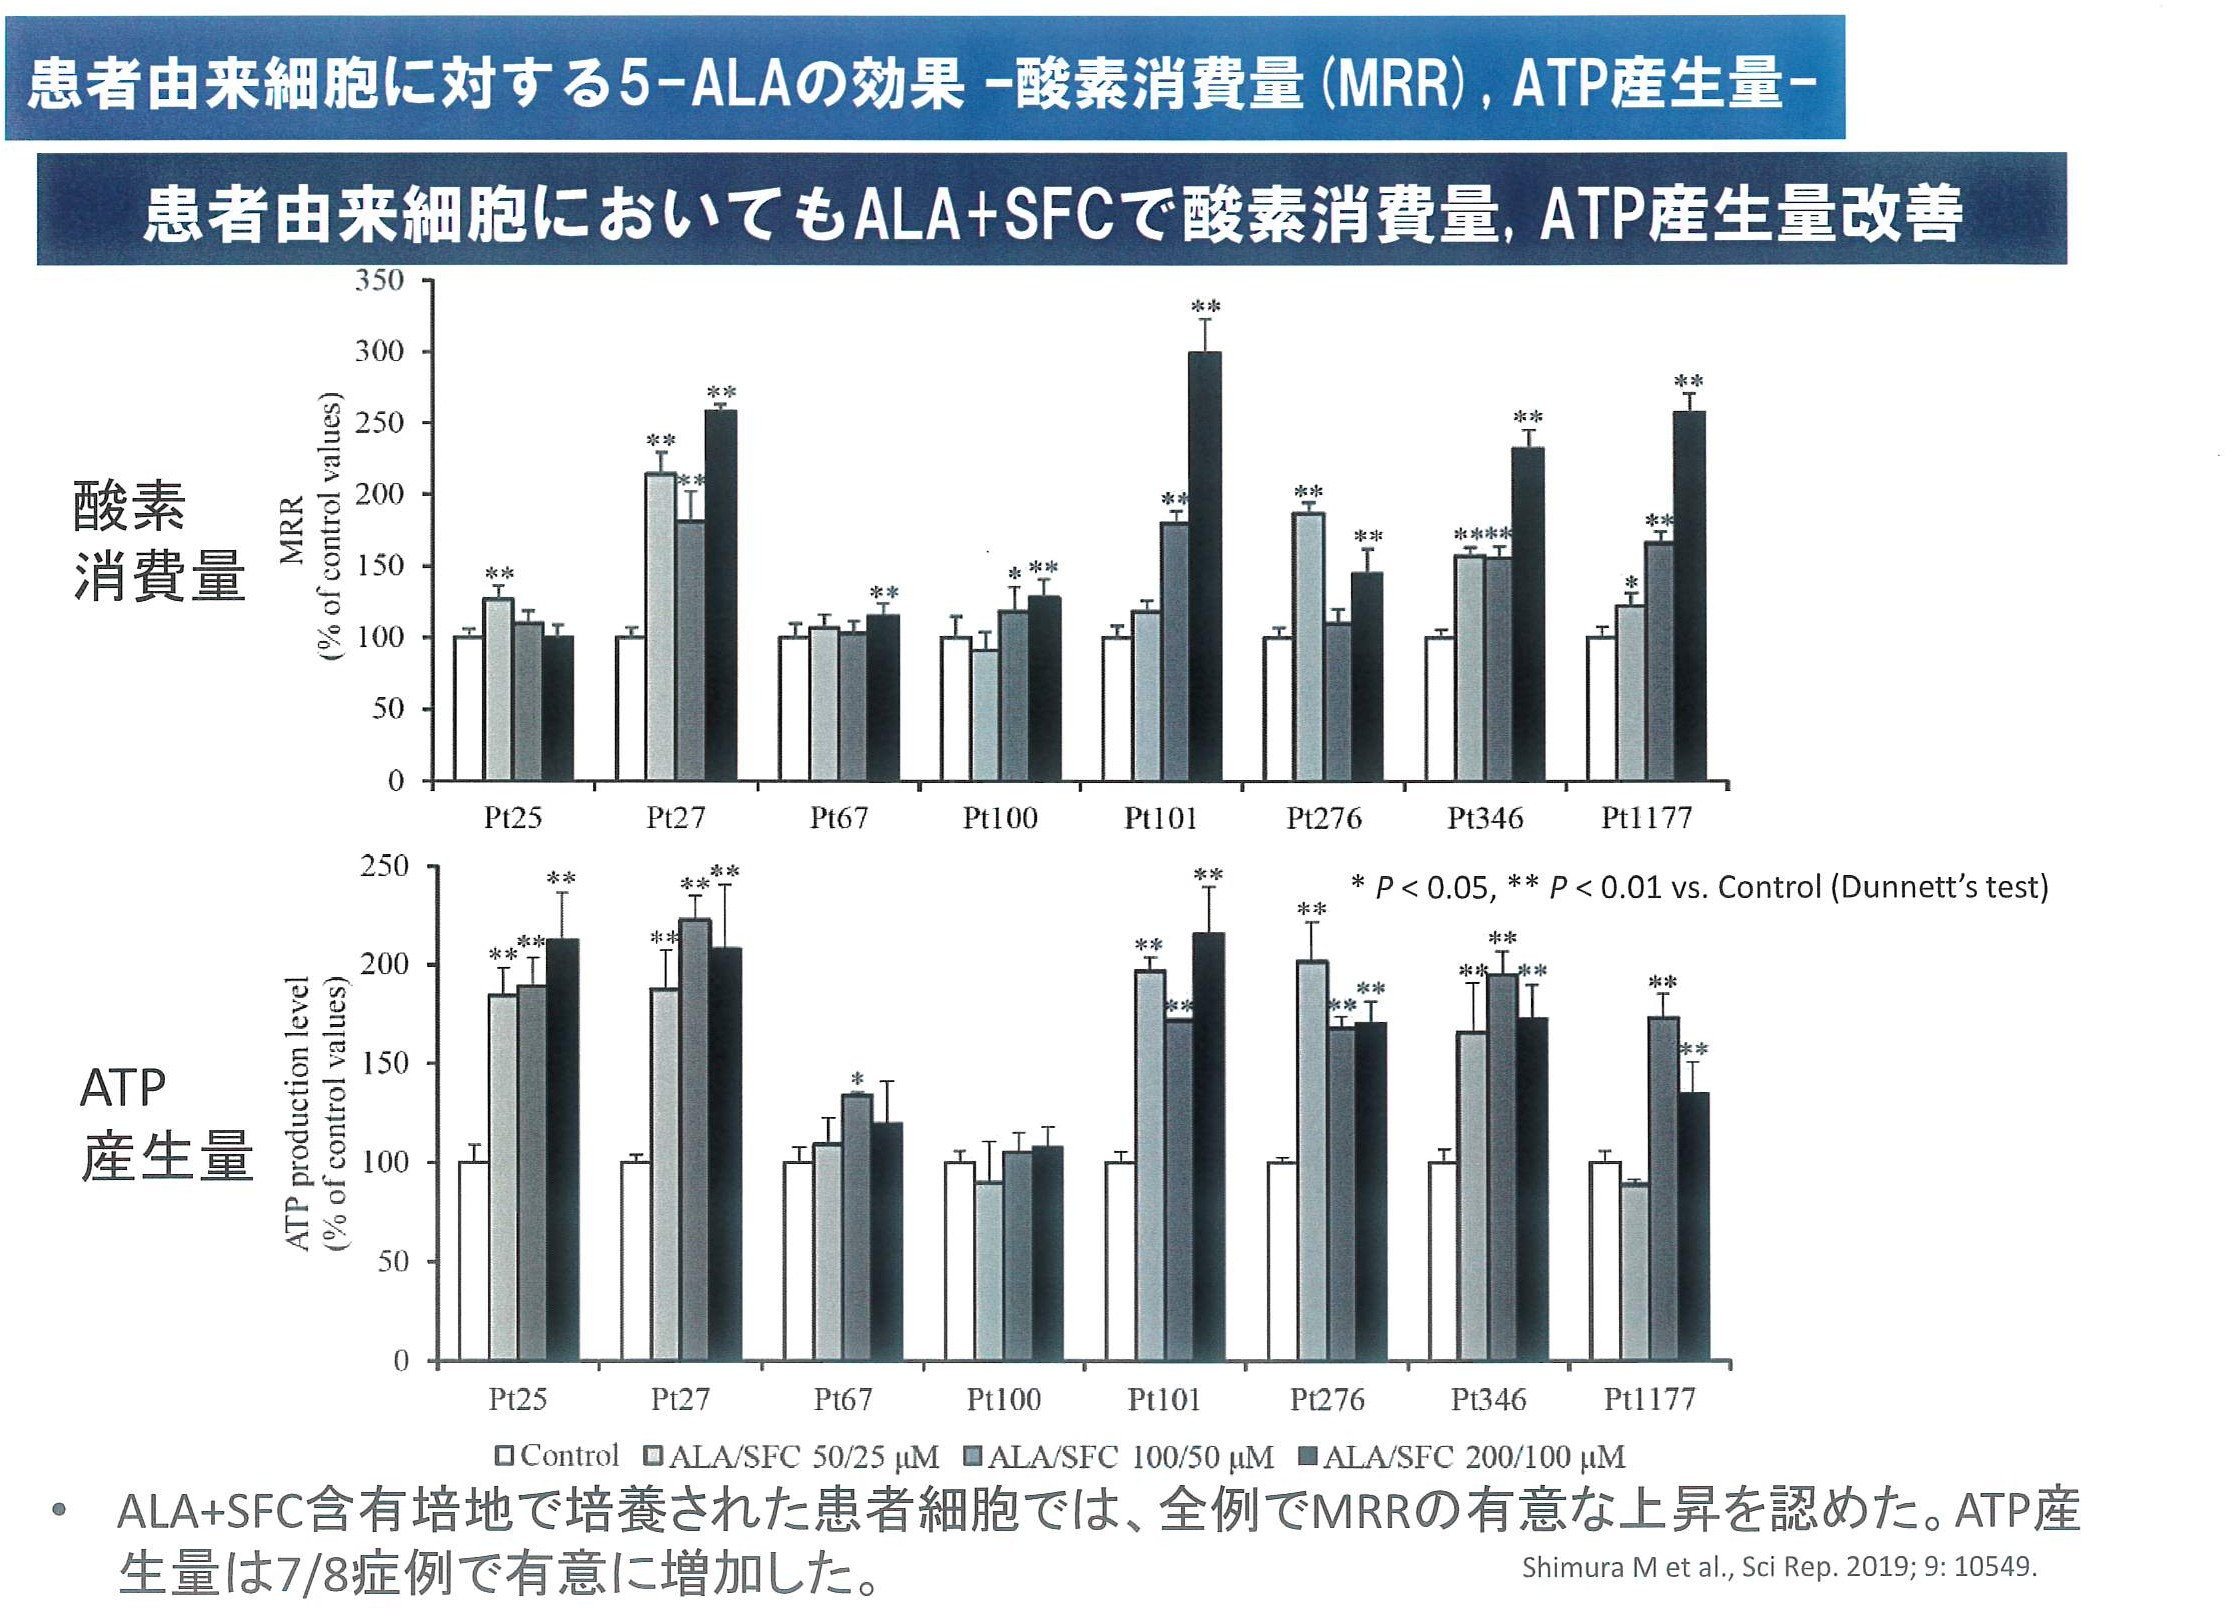 患者由来細胞に対する5-ALAの効果 -酸素消費量(MRR), ATP産生量-
患者由来細胞においてもALA+SFCで酸素消費量, ATP産生量改善
酸素
消費量
MRR
(% of control values)
350
300
250
200
150
100
50
0
**
** ** **
**
* **
** **
** **
** ** **
* ** **
Pt25 Pt27 Pt67 Pt100 Pt101 Pt276 Pt346 Pt1177
* P < 0.05, ** P < 0.01 vs. Control (Dunnett’s test)
ATP
産生量
ATP production level
(% of control values)
250
200
150
100
50
0
** ** **
** ** **
*
** ** **
** ** **
** ** **
** **
Pt25 Pt27 Pt67 Pt100 Pt101 Pt276 Pt346 Pt1177
Control ALA/SFC 50/25 μM ALA/SFC 100/50 μM ALA/SFC 200/100 μM
• ALA+SFC含有培地で培養された患者細胞では、全例でMRRの有意な上昇を認めた。ATP産
生量は7/8症例で有意に増加した。
Shimura M et al., Sci Rep. 2019; 9: 10549.